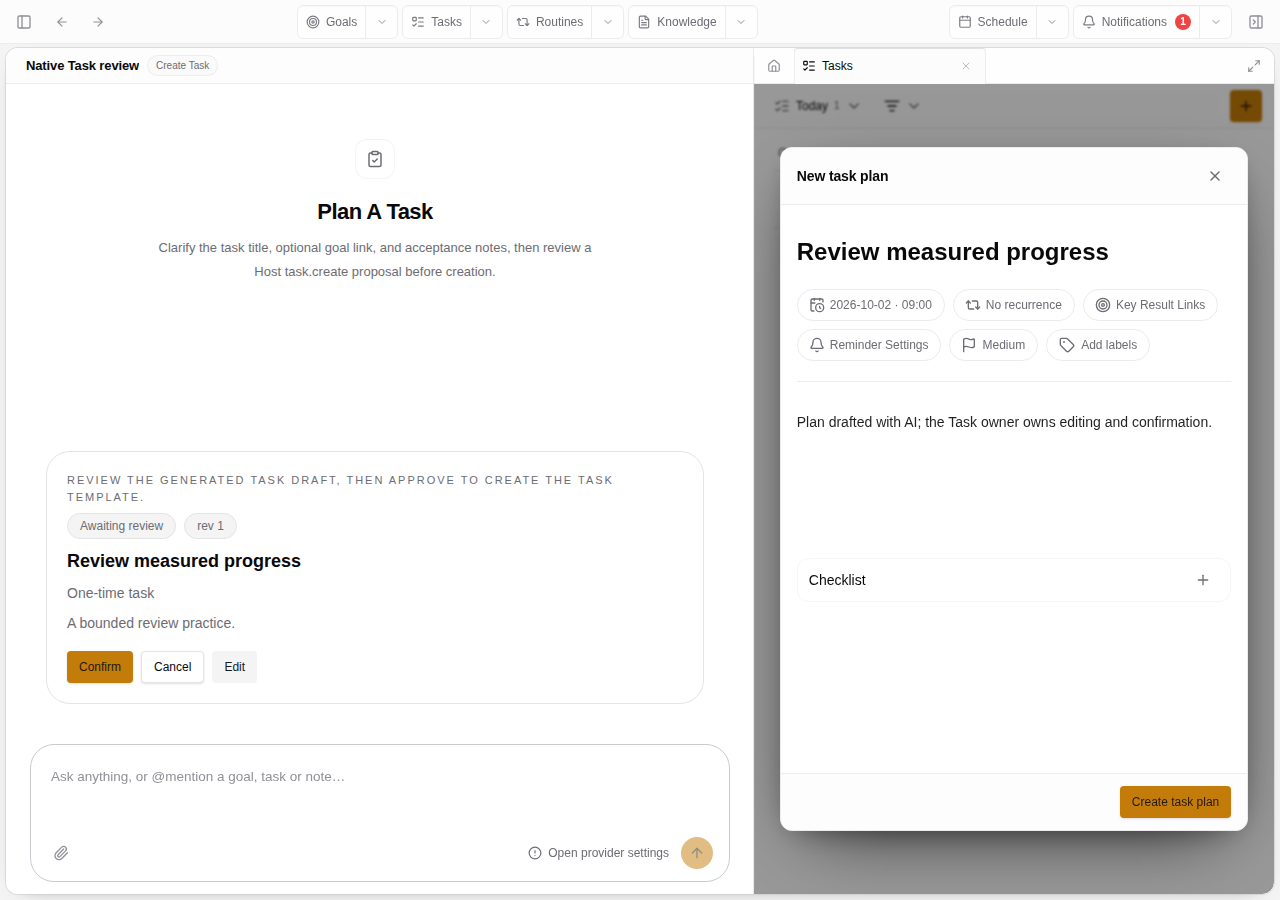 Goals
Tasks
Routines
Knowledge
Schedule
Notifications 1
Native Task review Create Task
Plan A Task
Clarify the task title, optional goal link, and acceptance notes, then review a
Host task.create proposal before creation.
REVIEW THE GENERATED TASK DRAFT, THEN APPROVE TO CREATE THE TASK
TEMPLATE.
Awaiting review rev 1
Review measured progress
One-time task
A bounded review practice.
Confirm Cancel Edit
Ask anything, or @mention a goal, task or note…
Open provider settings
Tasks
Today 1
New task plan
Review measured progress
2026-10-02 · 09:00 No recurrence Key Result Links
Reminder Settings Medium Add labels
Plan drafted with AI; the Task owner owns editing and confirmation.
Checklist
Create task plan